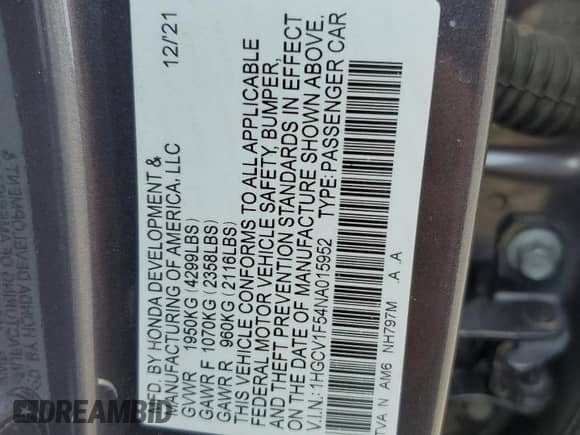 MFD. BY HONDA DEVELOPMENT & 12/21
MANUFACTURING OF AMERICA, LLC
GVWR 1950KG (4299LBS)
GAWR F 1070KG (2358LBS)
GAWR R 960KG (2116LBS)
THIS VEHICLE CONFORMS TO ALL APPLICABLE
FEDERAL MOTOR VEHICLE SAFETY, BUMPER,
AND THEFT PREVENTION STANDARDS IN EFFECT
ON THE DATE OF MANUFACTURE SHOWN ABOVE.
V.I.N.: 1HGCV1F54NA015952 TYPE: PASSENGER CAR
TVA N AM6 NH797M .A .A
DREAMBID